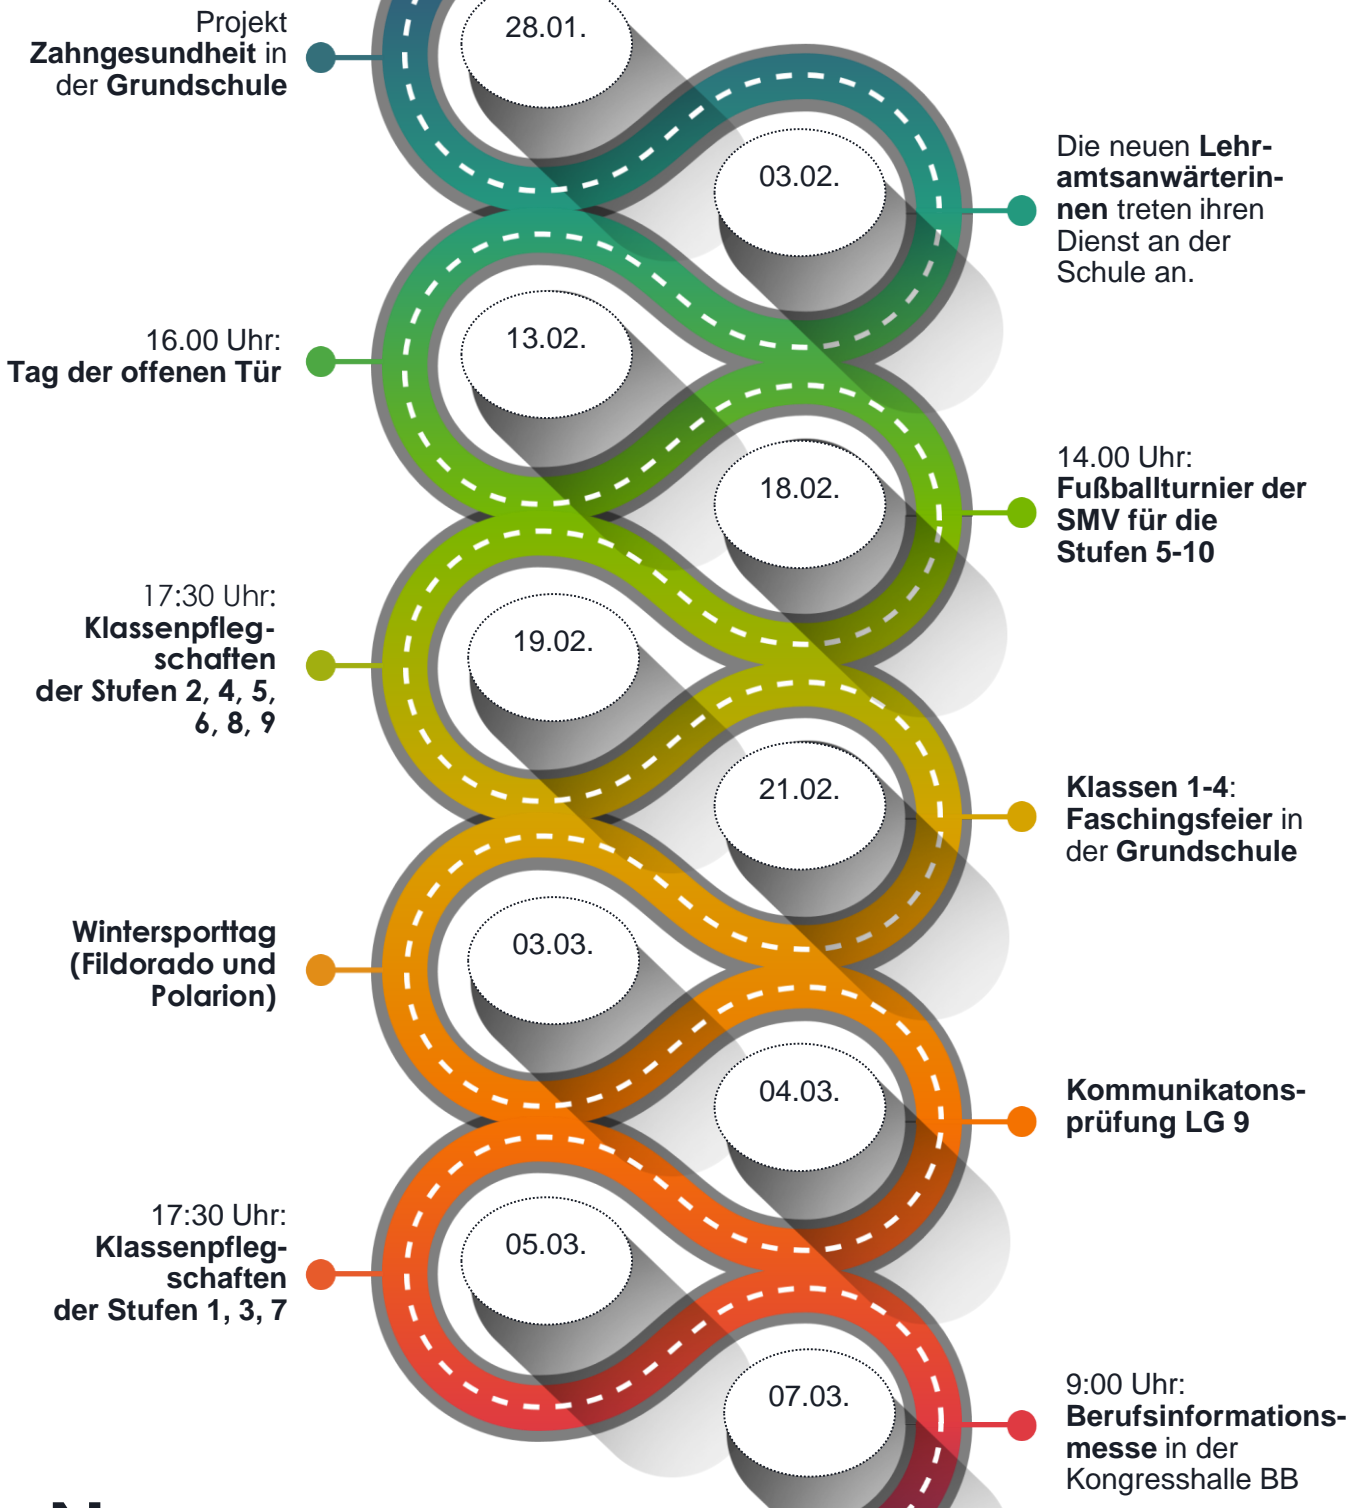 Projekt
Zahngesundheit in
der Grundschule
28.01.
03.02.
Die neuen Lehr-
amtsanwärterin-
nen treten ihren
Dienst an der
Schule an.
16.00 Uhr:
Tag der offenen Tür
13.02.
18.02.
14.00 Uhr:
Fußballturnier der
SMV für die
Stufen 5-10
17:30 Uhr:
Klassenpfleg-
schaften
der Stufen 2, 4, 5,
6, 8, 9
19.02.
21.02.
Klassen 1-4:
Faschingsfeier in
der Grundschule
Wintersporttag
(Fildorado und
Polarion)
03.03.
04.03.
Kommunikatons-
prüfung LG 9
17:30 Uhr:
Klassenpfleg-
schaften
der Stufen 1, 3, 7
05.03.
07.03.
9:00 Uhr:
Berufsinformations-
messe in der
Kongresshalle BB